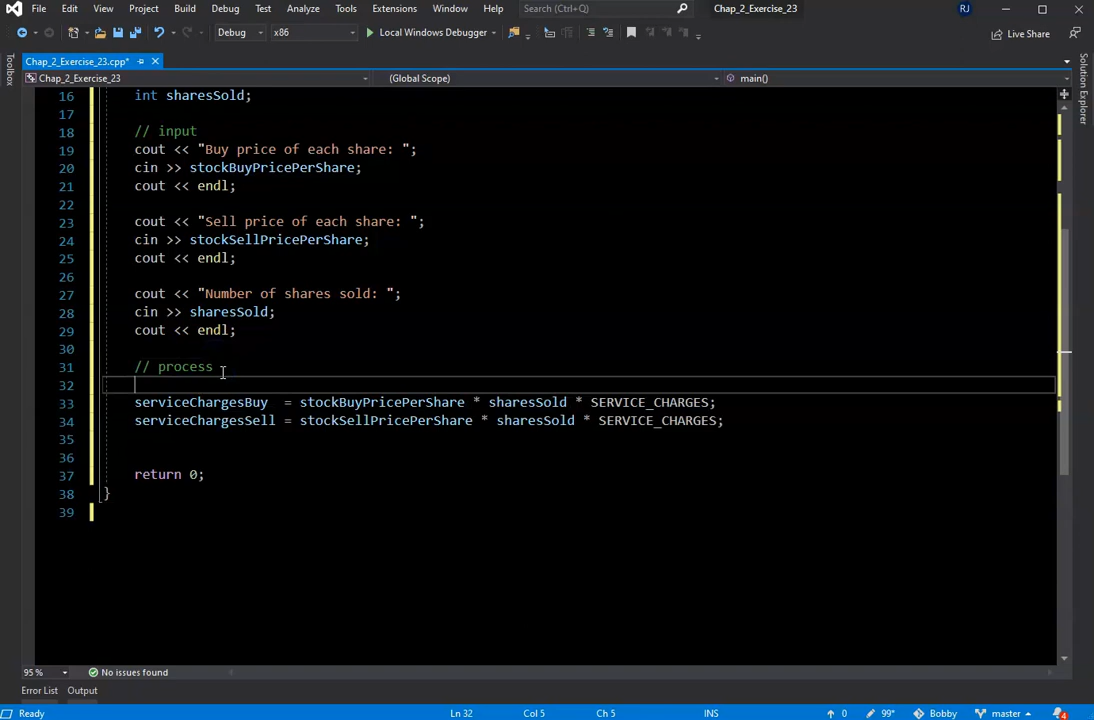 File Edit View Project Build Debug Test Analyze Tools Extensions Window Help Search (Ctrl+Q) Chap_2_Exercise_23 RJ
Debug x86 Local Windows Debugger Live Share
Toolbox
Chap_2_Exercise_23.cpp*
Chap_2_Exercise_23 (Global Scope) main()
Solution Explorer
16 int sharesSold;
17
18 // input
19 cout << "Buy price of each share: ";
20 cin >> stockBuyPricePerShare;
21 cout << endl;
22
23 cout << "Sell price of each share: ";
24 cin >> stockSellPricePerShare;
25 cout << endl;
26
27 cout << "Number of shares sold: ";
28 cin >> sharesSold;
29 cout << endl;
30
31 // process
32
33 serviceChargesBuy  = stockBuyPricePerShare * sharesSold * SERVICE_CHARGES;
34 serviceChargesSell = stockSellPricePerShare * sharesSold * SERVICE_CHARGES;
35
36
37 return 0;
38 }
39
95 % No issues found
Error List Output
Ready Ln 32 Col 5 Ch 5 INS 0 99* Bobby master 4